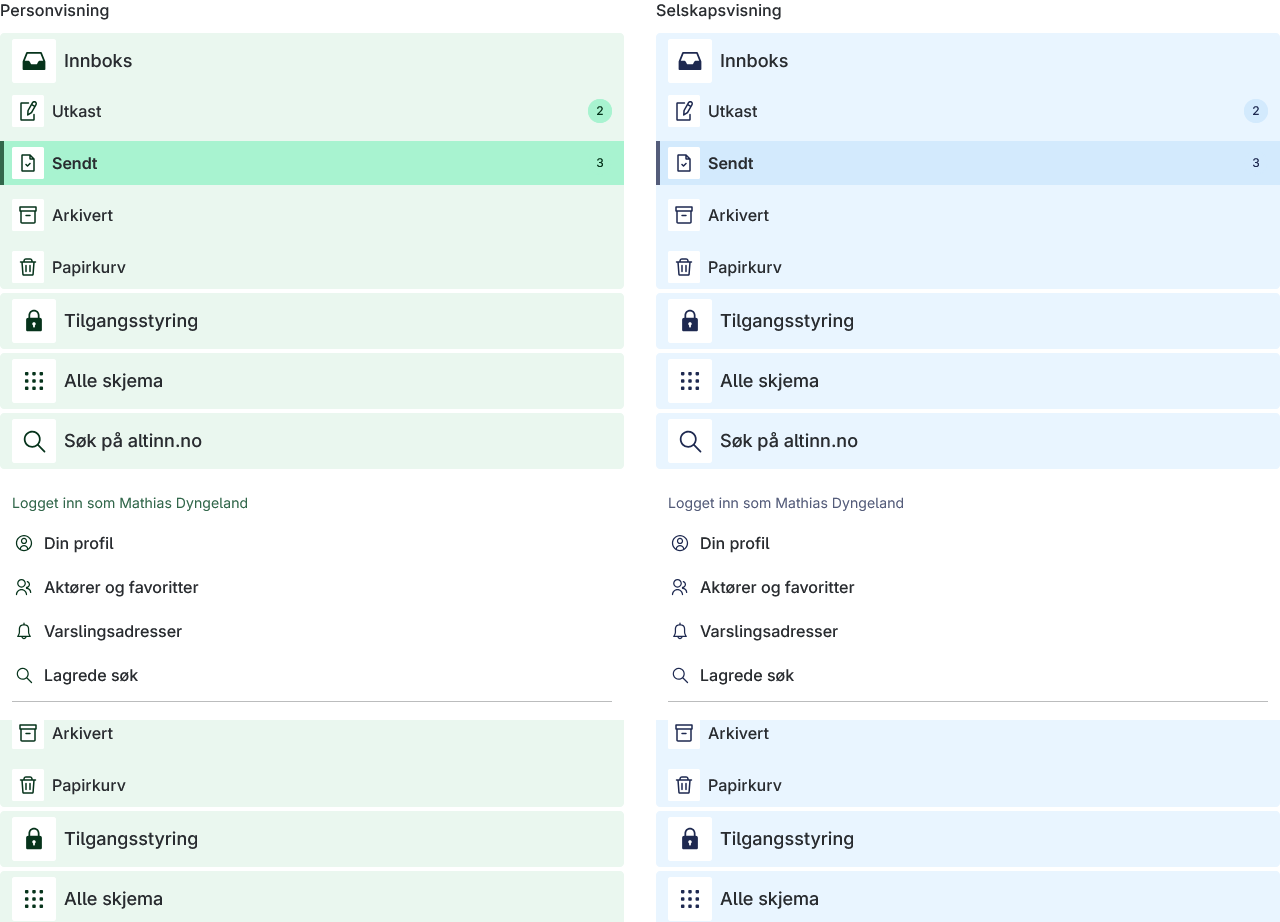 Personvisning
Innboks
Utkast 2
Sendt 3
Arkivert
Papirkurv
Tilgangsstyring
Alle skjema
Søk på altinn.no
Logget inn som Mathias Dyngeland
Din profil
Aktører og favoritter
Varslingsadresser
Lagrede søk
Arkivert
Papirkurv
Tilgangsstyring
Alle skjema
Selskapsvisning
Innboks
Utkast 2
Sendt 3
Arkivert
Papirkurv
Tilgangsstyring
Alle skjema
Søk på altinn.no
Logget inn som Mathias Dyngeland
Din profil
Aktører og favoritter
Varslingsadresser
Lagrede søk
Arkivert
Papirkurv
Tilgangsstyring
Alle skjema